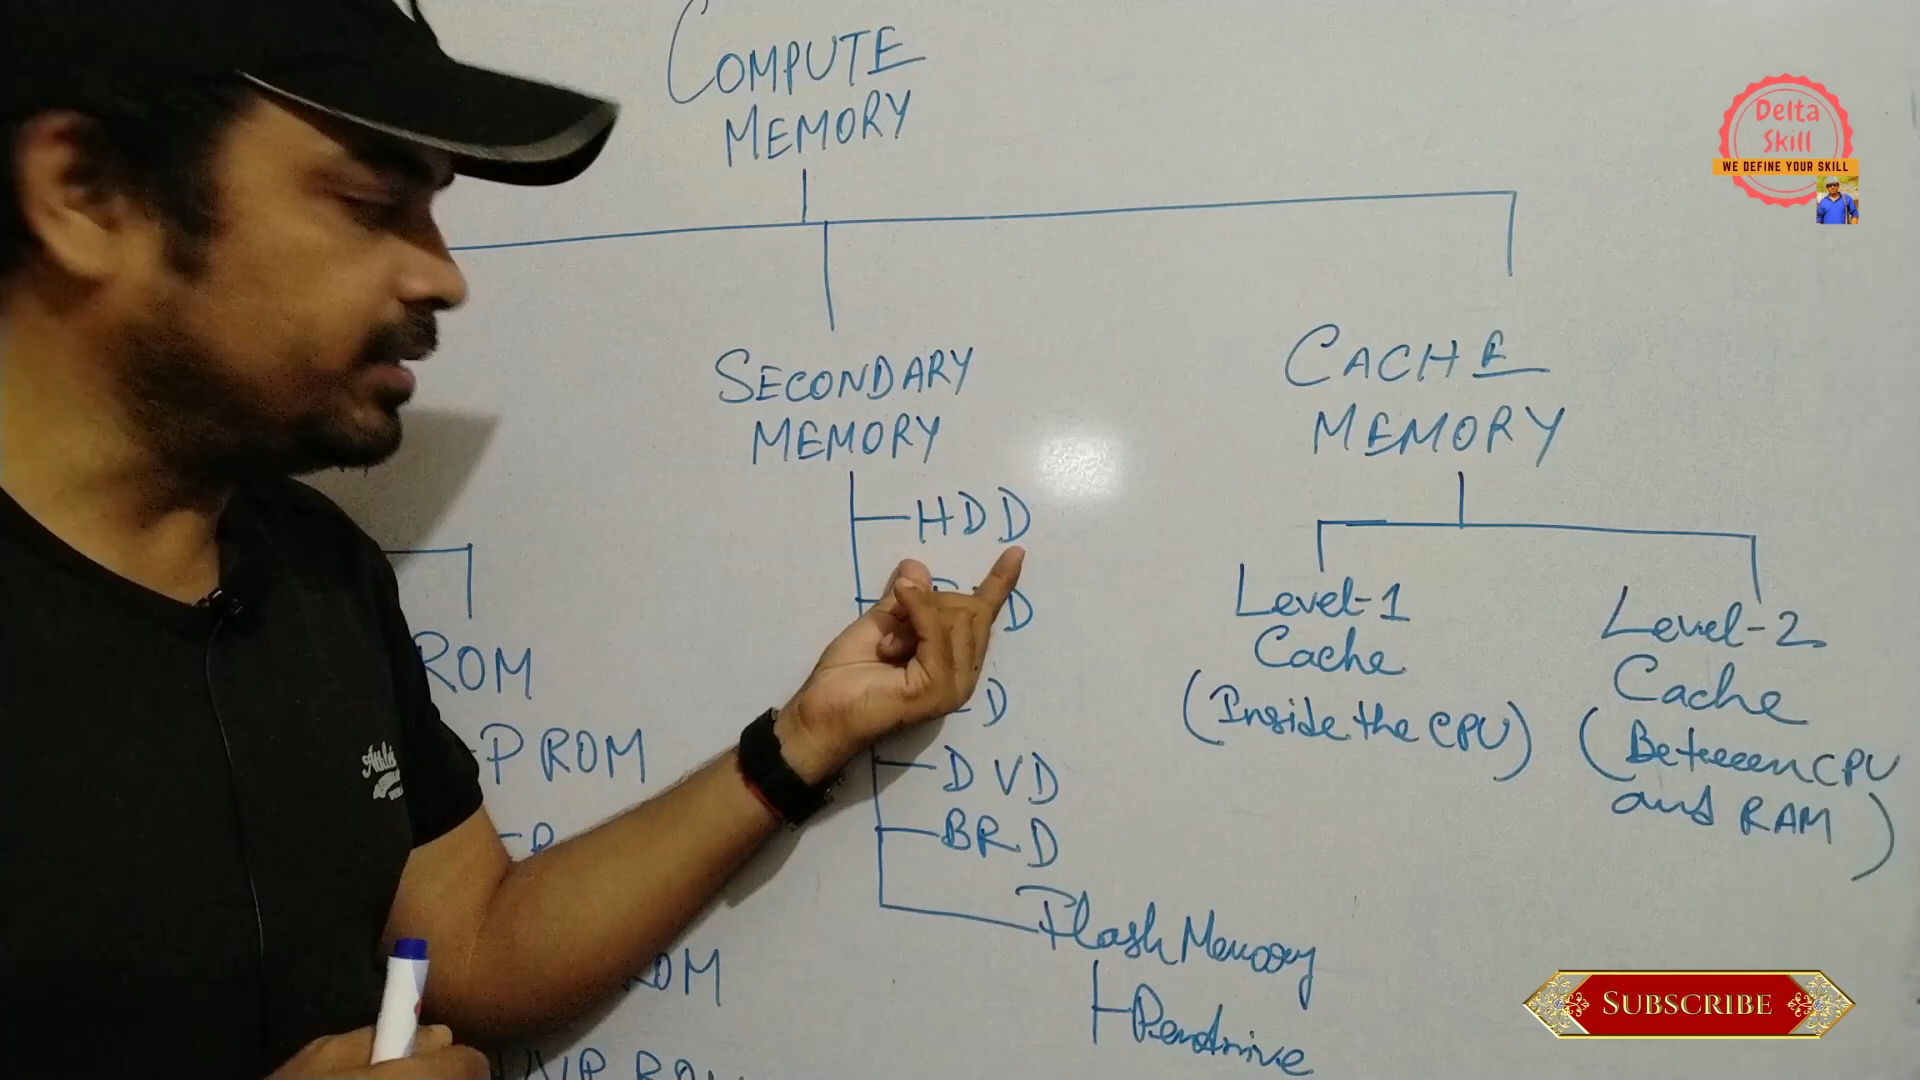 COMPUTE
MEMORY
SECONDARY
MEMORY
HDD
D
D
DVD
BRD
Flash Memory
Pendrive
CACHE
MEMORY
Level-1
Cache
(Inside the CPU)
Level-2
Cache
(Between CPU
and RAM)
ROM
PROM
ROM
Delta
Skill
WE DEFINE YOUR SKILL
SUBSCRIBE